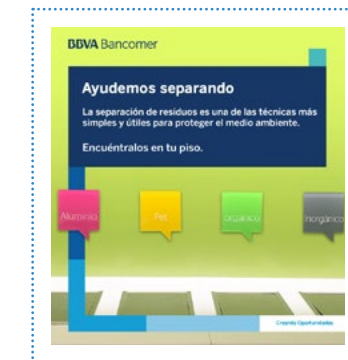 BBVA Bancomer
Ayudemos separando
La separación de residuos es una de las técnicas más
simples y útiles para proteger el medio ambiente.
Encuéntralos en tu piso.
Aluminio
Pet
orgánico
Inorgánico
Creando Oportunidades